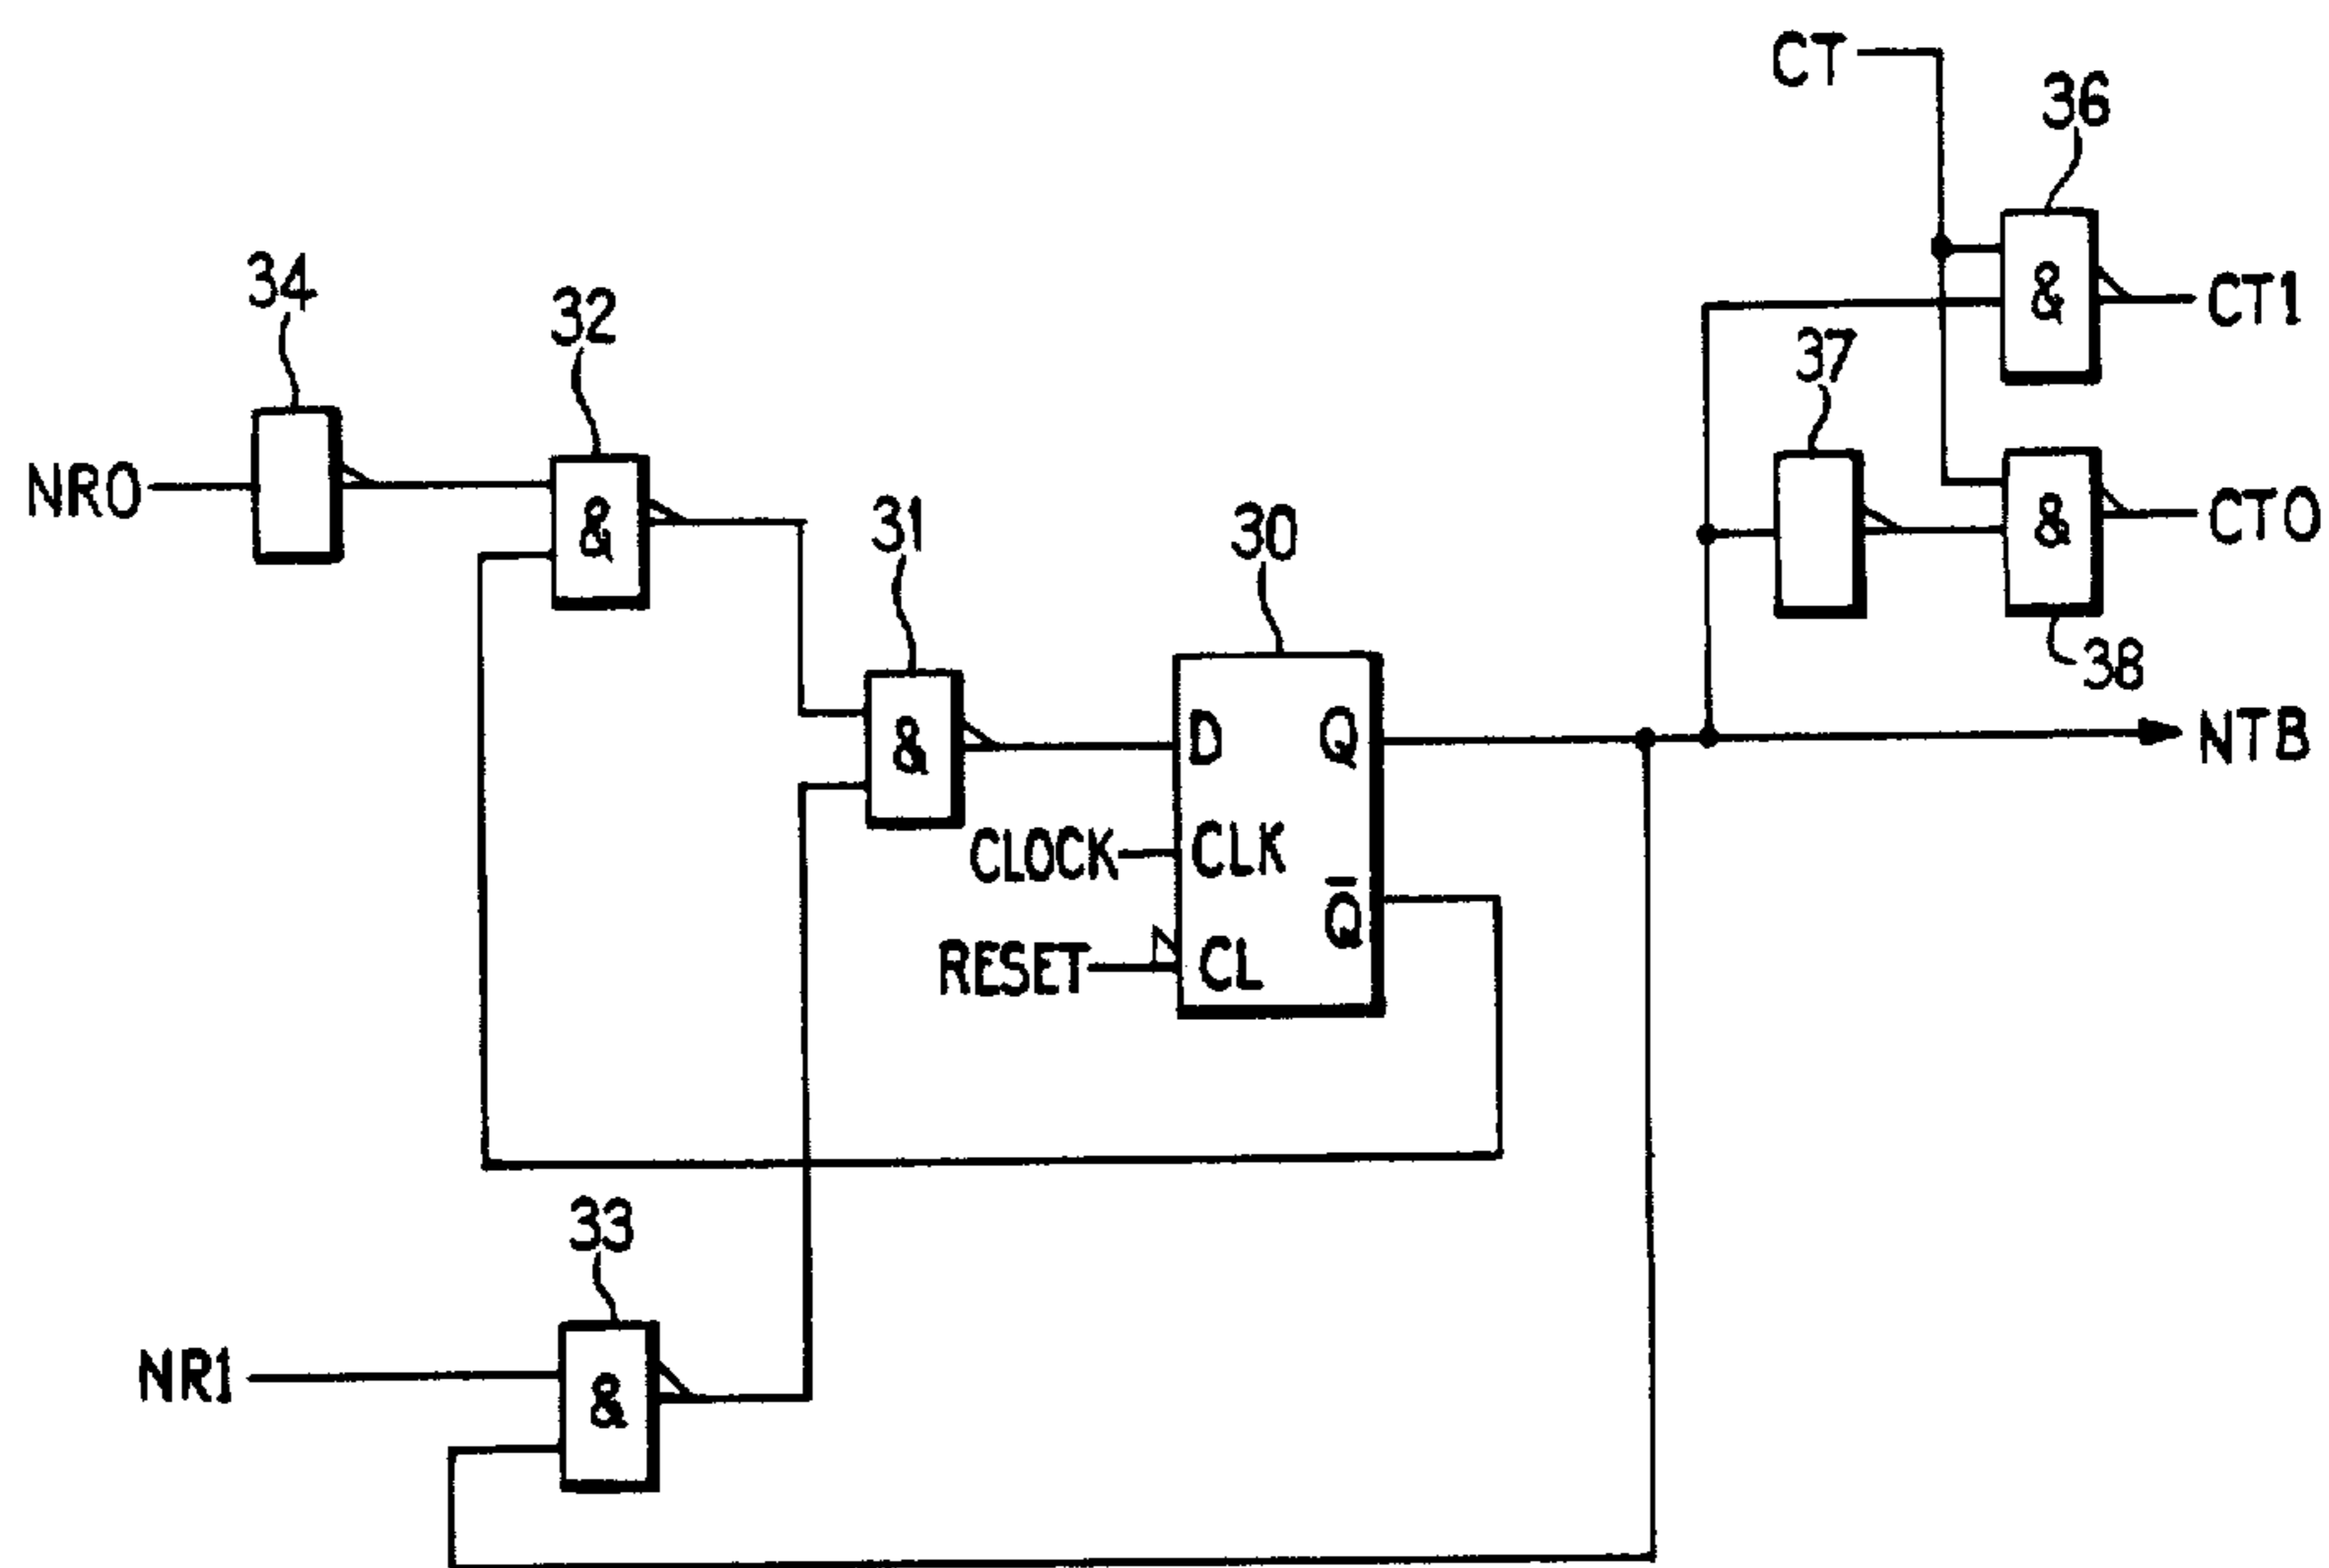 CT
36
34
32
&
CT1
37
NR0
&
31
30
&
CT0
38
&
D
Q
NTB
CLOCK
CLK
Q̅
RESET
CL
33
NR1
&